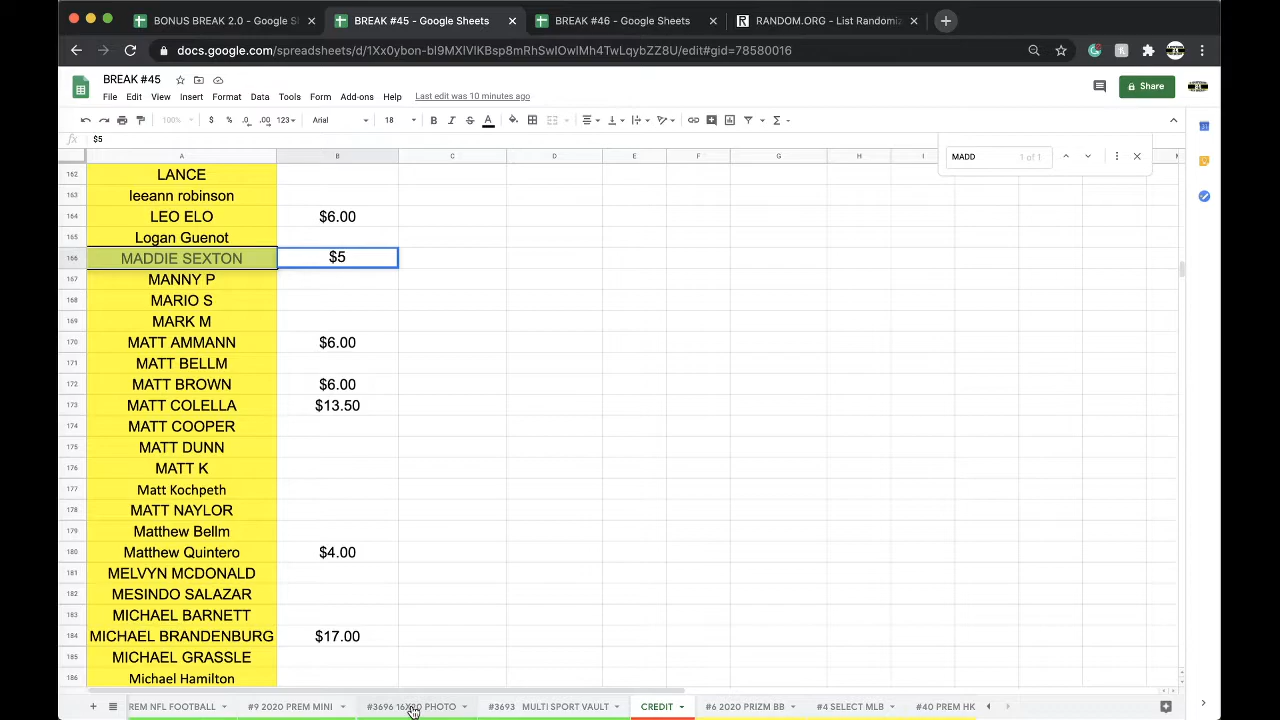 BONUS BREAK 2.0 - Google S
BREAK #45 - Google Sheets
BREAK #46 - Google Sheets
RANDOM.ORG - List Randomiz
docs.google.com/spreadsheets/d/1Xx0ybon-bI9MXIVIKBsp8mRhSwIOwIMh4TwLqybZZ8U/edit#gid=78580016
BREAK #45
File Edit View Insert Format Data Tools Form Add-ons Help Last edit was 10 minutes ago
Share
100% $ % .0 .00 123 Arial 18 B I S A
fx $5
MADD 1 of 1
A B C D E F G H I
162 LANCE
163 leeann robinson
164 LEO ELO $6.00
165 Logan Guenot
166 MADDIE SEXTON $5
167 MANNY P
168 MARIO S
169 MARK M
170 MATT AMMANN $6.00
171 MATT BELLM
172 MATT BROWN $6.00
173 MATT COLELLA $13.50
174 MATT COOPER
175 MATT DUNN
176 MATT K
177 Matt Kochpeth
178 MATT NAYLOR
179 Matthew Bellm
180 Matthew Quintero $4.00
181 MELVYN MCDONALD
182 MESINDO SALAZAR
183 MICHAEL BARNETT
184 MICHAEL BRANDENBURG $17.00
185 MICHAEL GRASSLE
186 Michael Hamilton
REM NFL FOOTBALL #9 2020 PREM MINI #3696 PHOTO #3693 MULTI SPORT VAULT CREDIT #6 2020 PRIZM BB #4 SELECT MLB #40 PREM HK